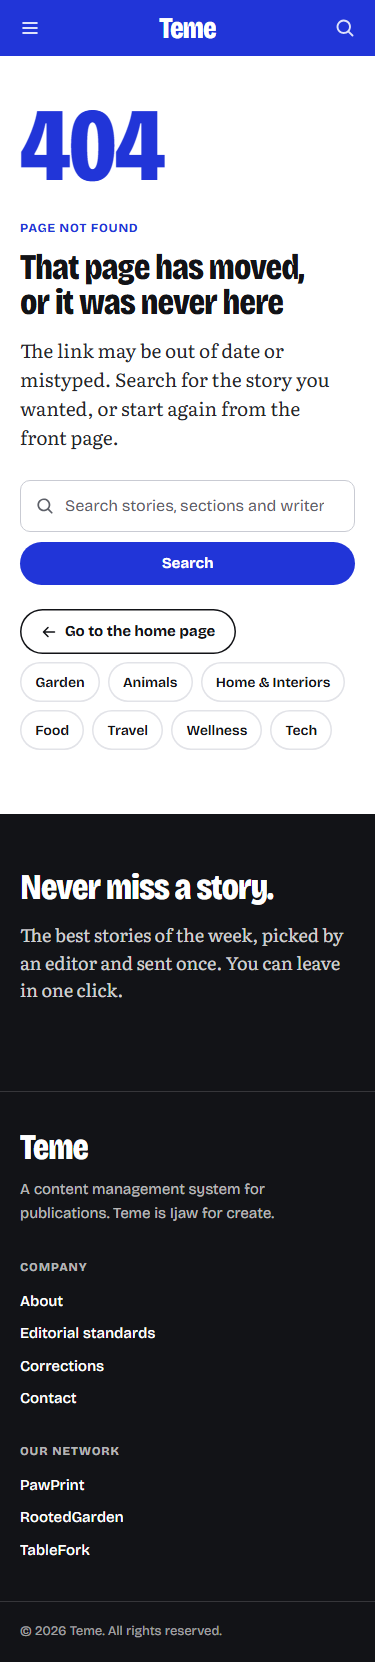 Teme
404
PAGE NOT FOUND
That page has moved,
or it was never here
The link may be out of date or
mistyped. Search for the story you
wanted, or start again from the
front page.
Search stories, sections and writer
Search
Go to the home page
Garden
Animals
Home & Interiors
Food
Travel
Wellness
Tech
Never miss a story.
The best stories of the week, picked by
an editor and sent once. You can leave
in one click.
Teme
A content management system for
publications. Teme is Ijaw for create.
COMPANY
About
Editorial standards
Corrections
Contact
OUR NETWORK
PawPrint
RootedGarden
TableFork
© 2026 Teme. All rights reserved.